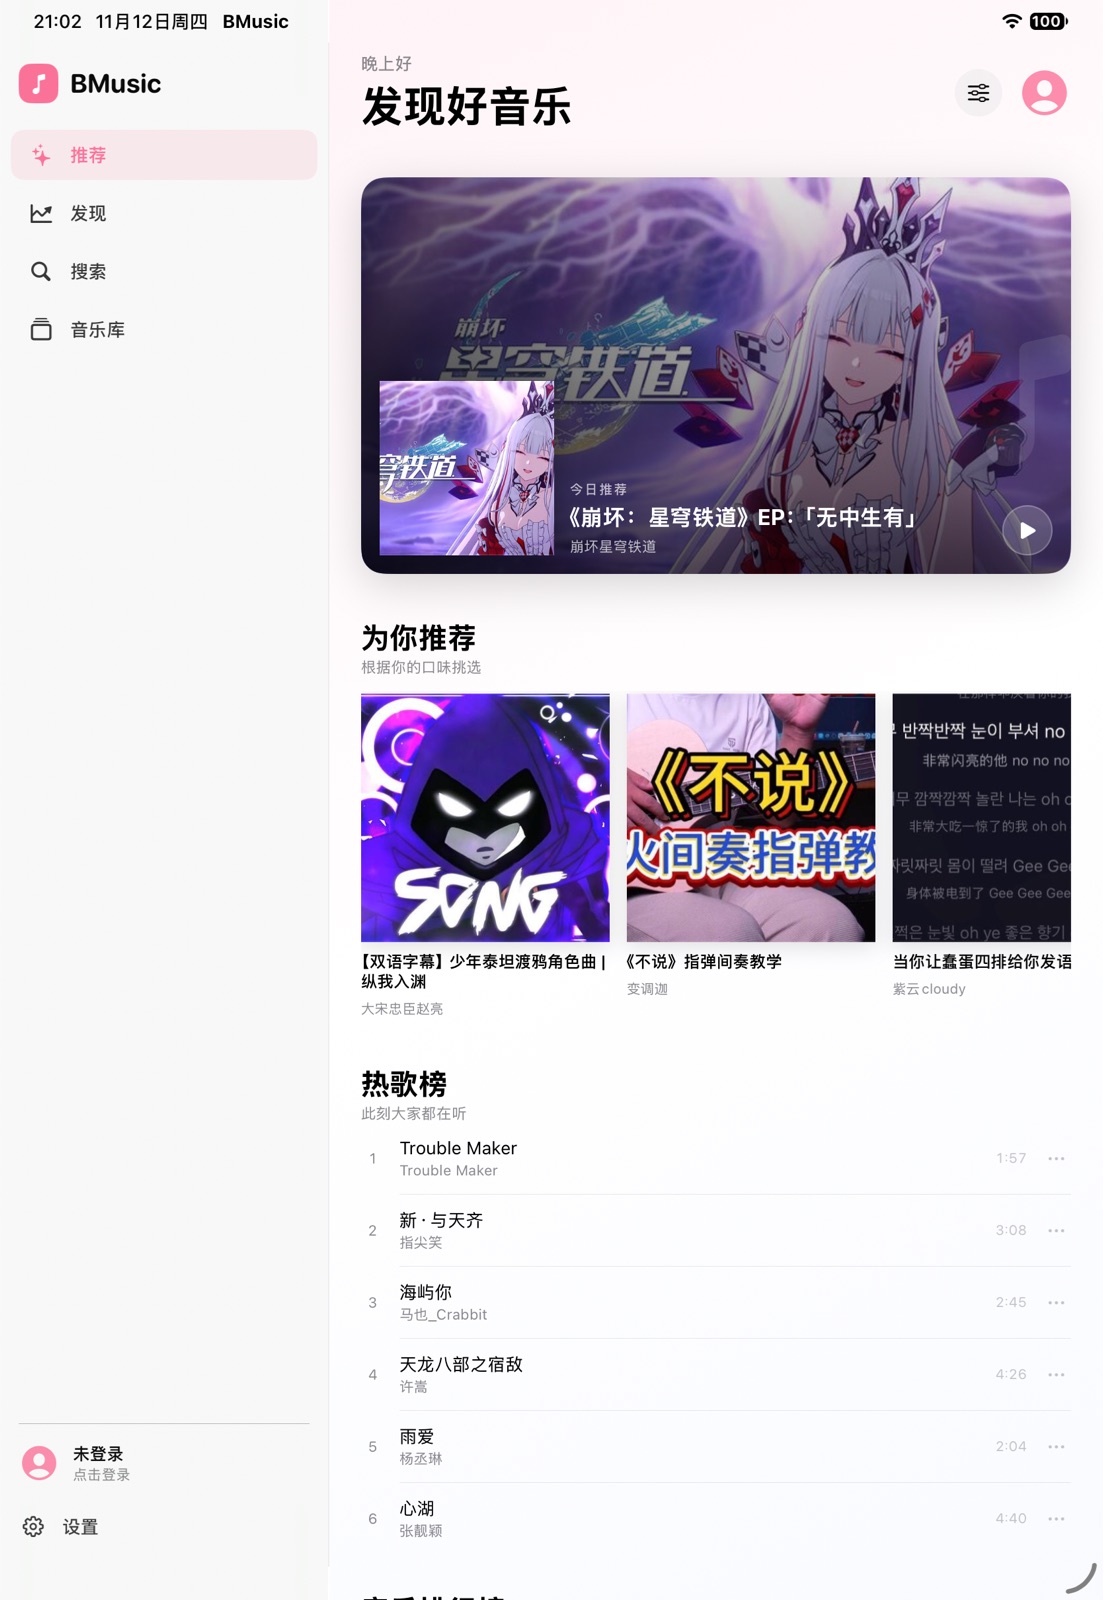 21:02 11月12日周四 BMusic
100
BMusic
推荐
发现
搜索
音乐库
未登录
点击登录
设置
晚上好
发现好音乐
崩坏
星穹铁道
穹铁道
今日推荐
《崩坏：星穹铁道》EP：「无中生有」
崩坏星穹铁道
为你推荐
根据你的口味挑选
SONG
【双语字幕】少年泰坦渡鸦角色曲 |
纵我入渊
大宋忠臣赵亮
《不说》
火间奏指弹教
《不说》指弹间奏教学
变调迦
반짝반짝 눈이 부셔 no
非常闪亮的他 no no no
무 깜짝깜짝 놀란 나는 oh
非常大吃一惊了的我 oh oh
짜릿짜릿 몸이 떨려 Gee Gee
身体被电到了 Gee Gee Gee
쩍은 눈빛 oh ye 좋은 향기
当你让蠢蛋四排给你发语
紫云cloudy
热歌榜
此刻大家都在听
1 Trouble Maker 1:57
Trouble Maker
2 新 · 与天齐 3:08
指尖笑
3 海屿你 2:45
马也_Crabbit
4 天龙八部之宿敌 4:26
许嵩
5 雨爱 2:04
杨丞琳
6 心湖 4:40
张靓颖